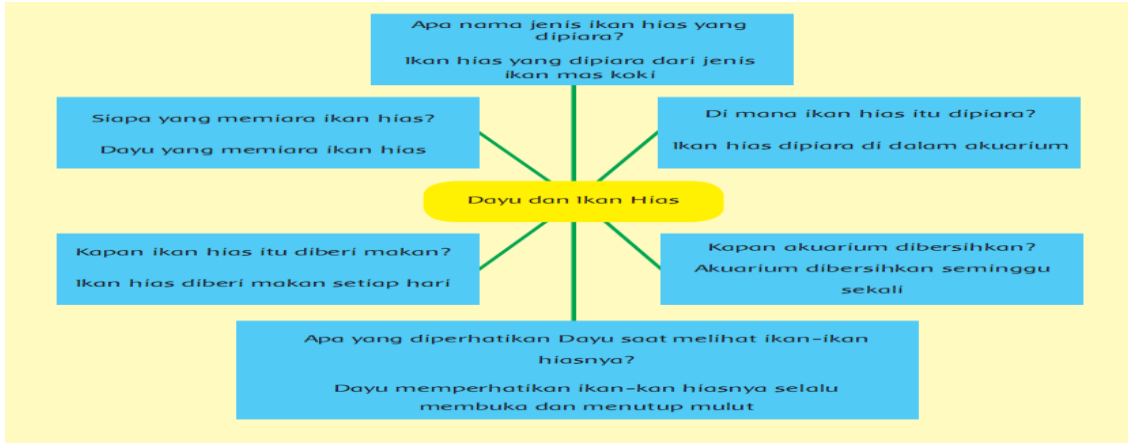 Apa nama jenis ikan hias yang
dipiara?
Ikan hias yang dipiara dari jenis
ikan mas koki
Siapa yang memiara ikan hias?
Dayu yang memiara ikan hias
Di mana ikan hias itu dipiara?
Ikan hias dipiara di dalam akuarium
Dayu dan Ikan Hias
Kapan ikan hias itu diberi makan?
Ikan hias diberi makan setiap hari
Kapan akuarium dibersihkan?
Akuarium dibersihkan seminggu
sekali
Apa yang diperhatikan Dayu saat melihat ikan-ikan
hiasnya?
Dayu memperhatikan ikan-kan hiasnya selalu
membuka dan menutup mulut